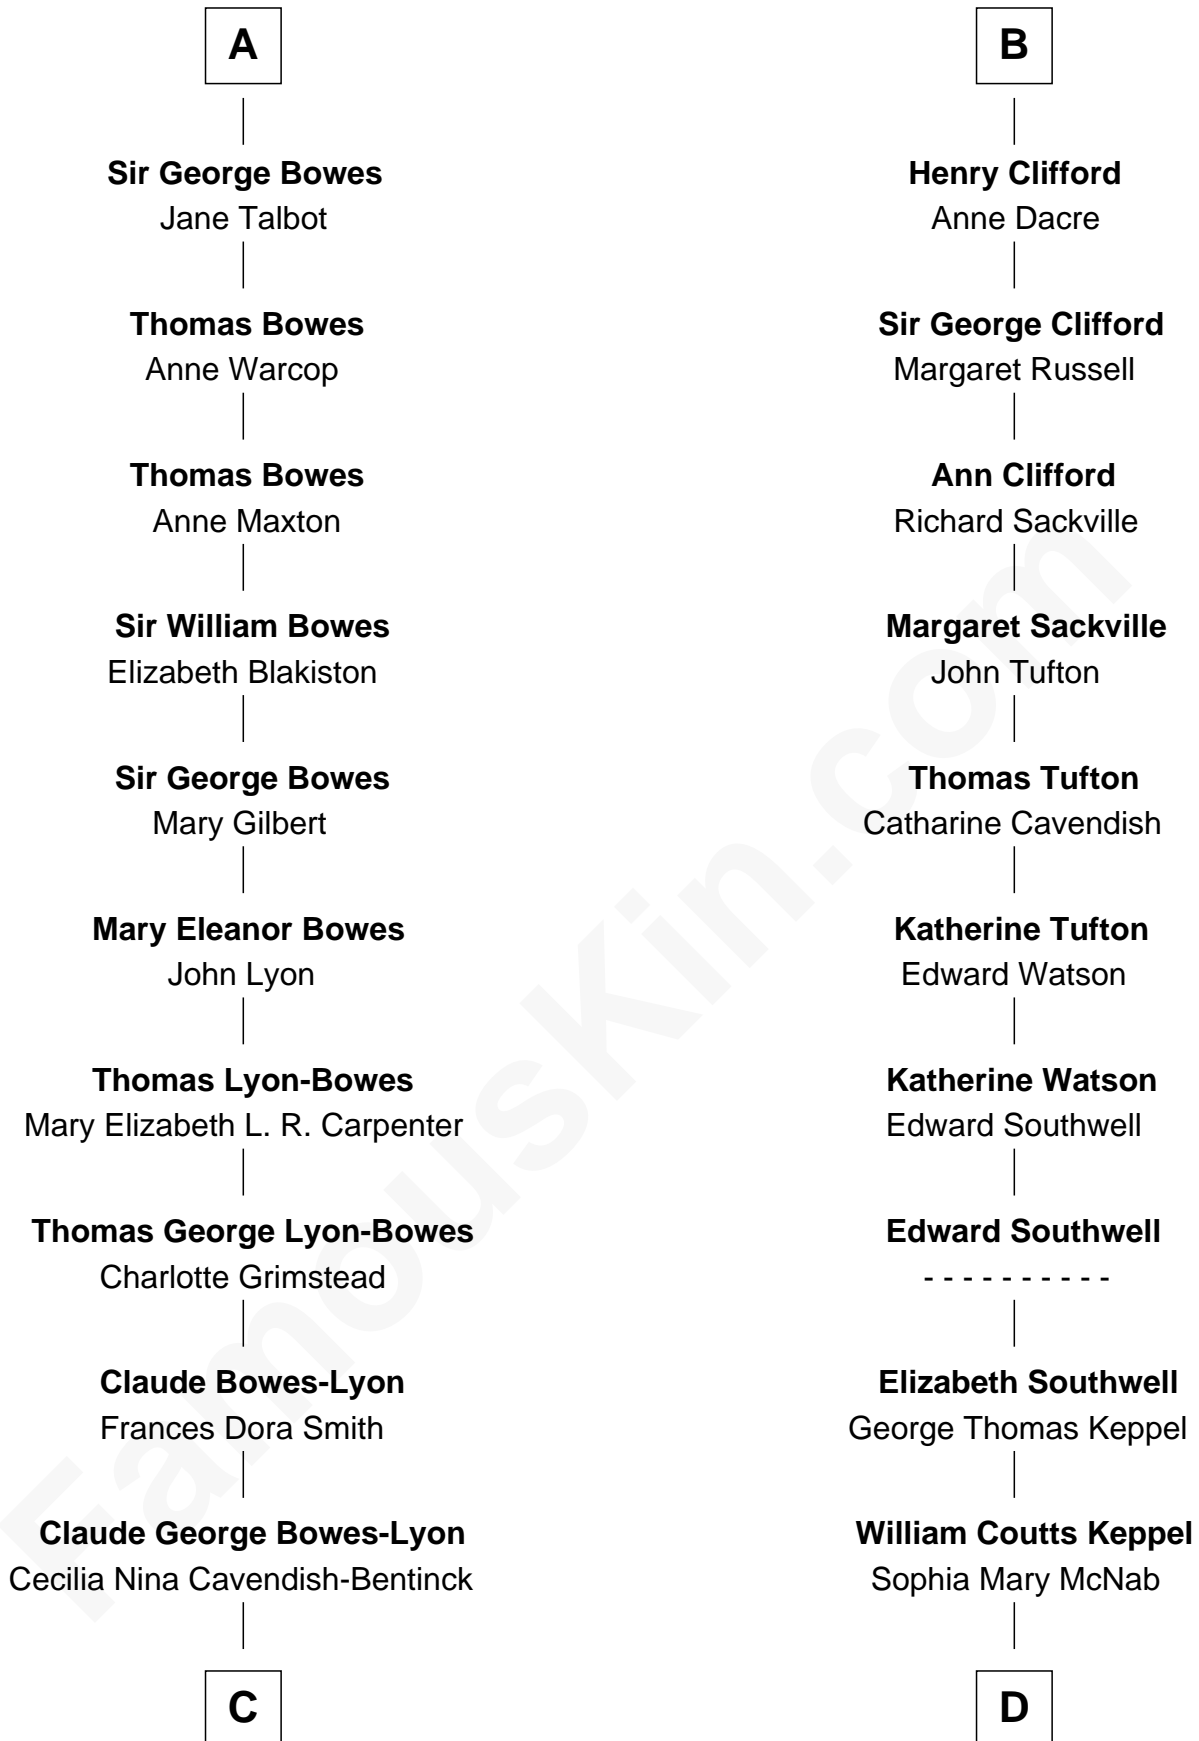 A
Sir George Bowes
Jane Talbot
Thomas Bowes
Anne Warcop
Thomas Bowes
Anne Maxton
Sir William Bowes
Elizabeth Blakiston
Sir George Bowes
Mary Gilbert
Mary Eleanor Bowes
John Lyon
Thomas Lyon-Bowes
Mary Elizabeth L. R. Carpenter
Thomas George Lyon-Bowes
Charlotte Grimstead
Claude Bowes-Lyon
Frances Dora Smith
Claude George Bowes-Lyon
Cecilia Nina Cavendish-Bentinck
C
B
Henry Clifford
Anne Dacre
Sir George Clifford
Margaret Russell
Ann Clifford
Richard Sackville
Margaret Sackville
John Tufton
Thomas Tufton
Catharine Cavendish
Katherine Tufton
Edward Watson
Katherine Watson
Edward Southwell
Edward Southwell
- - - - - - - - - -
Elizabeth Southwell
George Thomas Keppel
William Coutts Keppel
Sophia Mary McNab
D
FamousKin.com